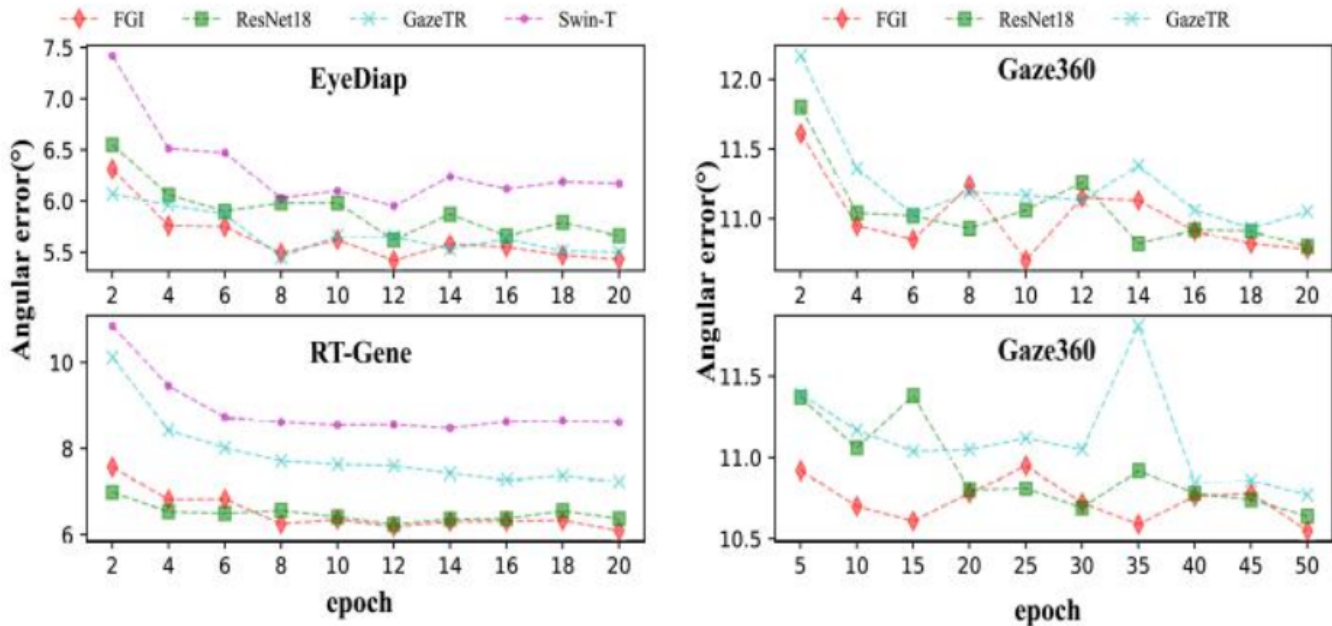 FGI ResNet18 GazeTR Swin-T
7.5
7.0
6.5
6.0
5.5
EyeDiap
2 4 6 8 10 12 14 16 18 20
Angular error(°)
10
8
6
RT-Gene
2 4 6 8 10 12 14 16 18 20
epoch
FGI ResNet18 GazeTR
12.0
11.5
11.0
Gaze360
2 4 6 8 10 12 14 16 18 20
Angular error(°)
11.5
11.0
10.5
Gaze360
5 10 15 20 25 30 35 40 45 50
epoch